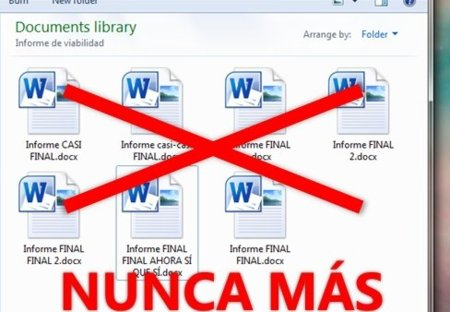 Burn New folder
Documents library
Informe de viabilidad
Arrange by: Folder
Informe CASI
FINAL.docx
Informe casi-casi
FINAL.docx
Informe FINAL
.docx
Informe FINAL
2.docx
Informe FINAL
FINAL 2.docx
Informe FINAL
FINAL AHORA SÍ
QUE SÍ.docx
Informe FINAL
FINAL.docx
NUNCA MÁS